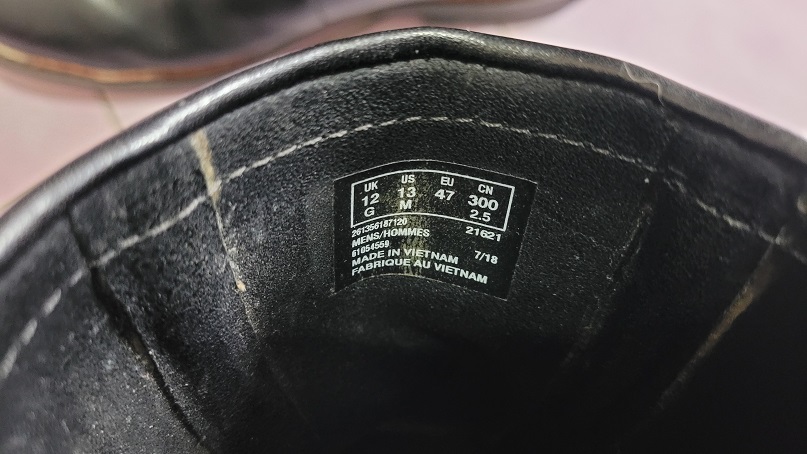 UK US EU CN
12 13 47 300
G M 2.5
261356187120 21621
MENS/HOMMES
61054559
MADE IN VIETNAM 7/18
FABRIQUE AU VIETNAM